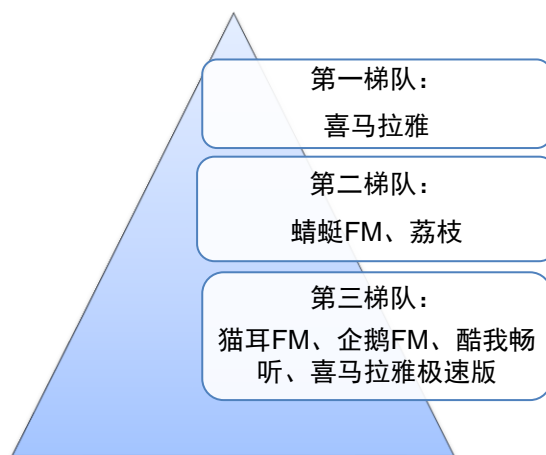 第一梯队：
喜马拉雅
第二梯队：
蜻蜓FM、荔枝
第三梯队：
猫耳FM、企鹅FM、酷我畅
听、喜马拉雅极速版